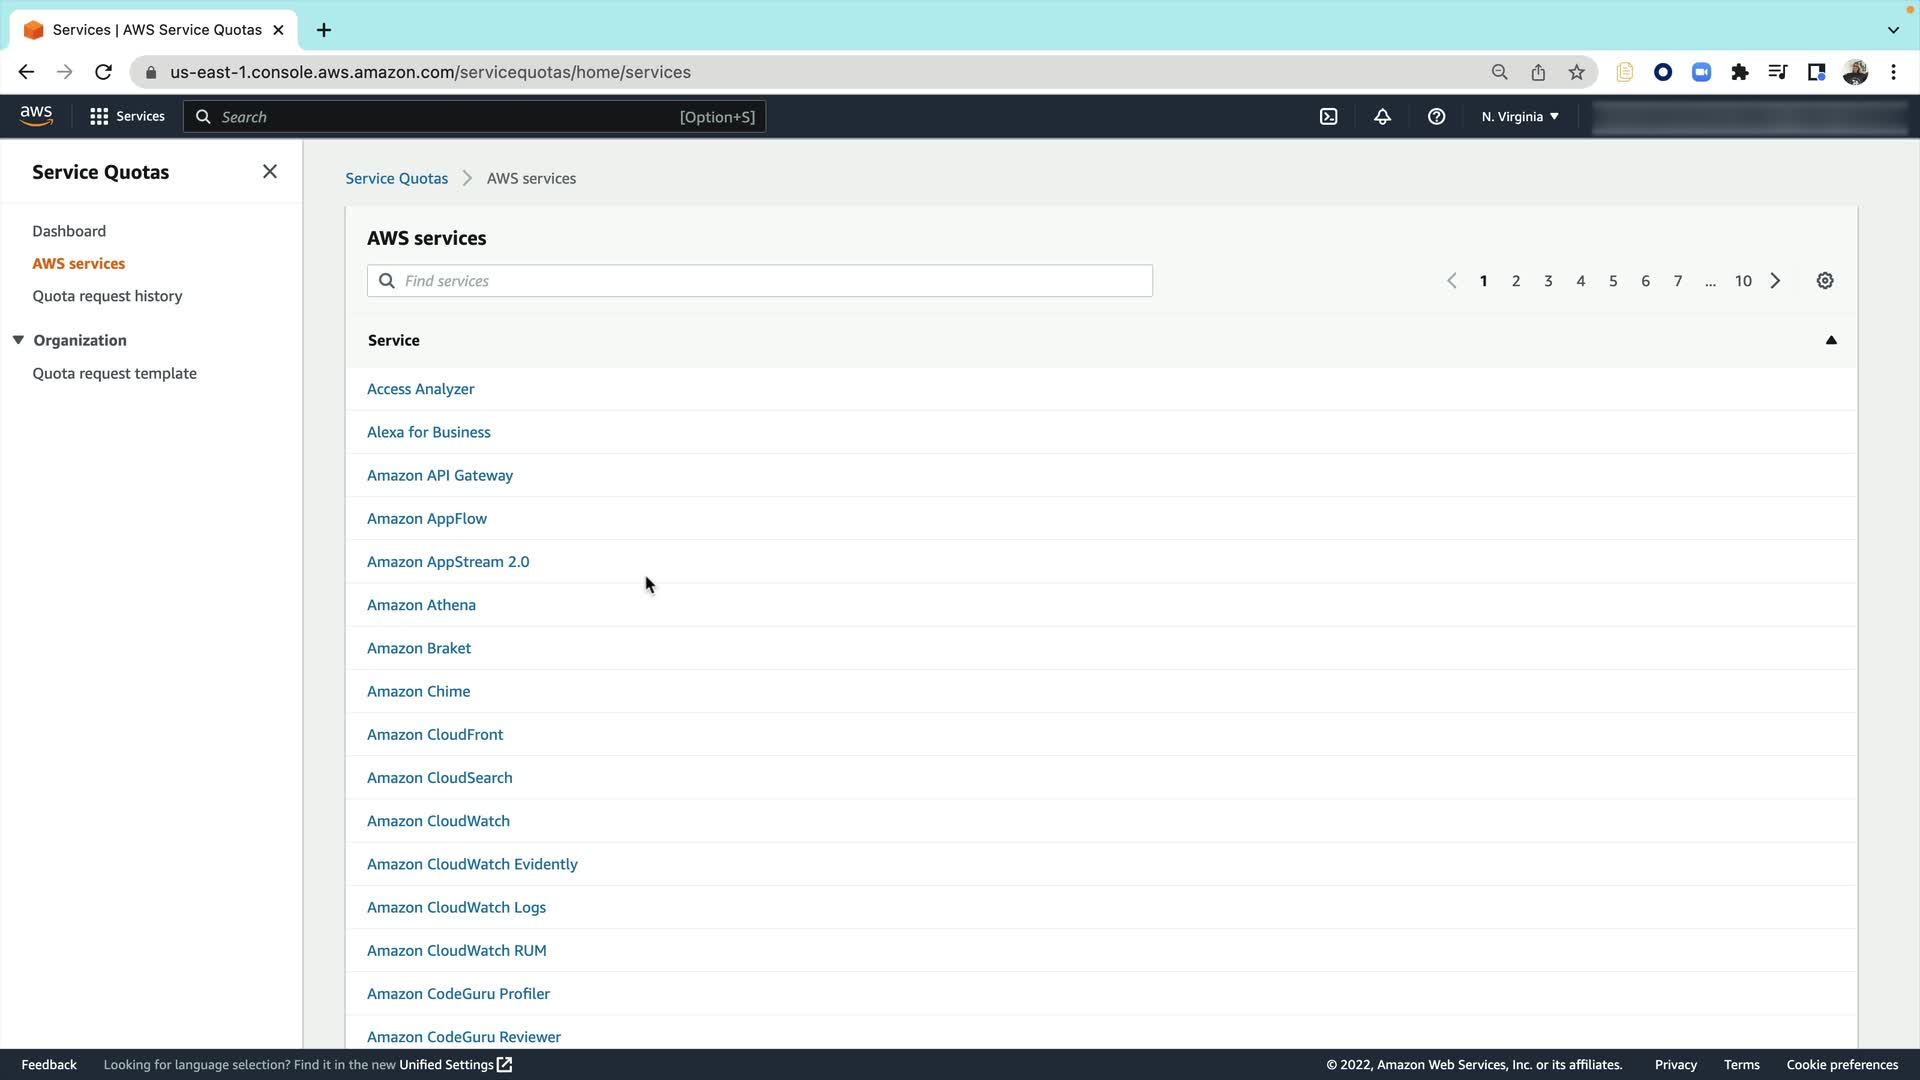 Services | AWS Service Quotas
us-east-1.console.aws.amazon.com/servicequotas/home/services
aws
Services
Search
[Option+S]
N. Virginia
Service Quotas
Dashboard
AWS services
Quota request history
Organization
Quota request template
Service Quotas > AWS services
AWS services
Find services
1 2 3 4 5 6 7 ... 10
Service
Access Analyzer
Alexa for Business
Amazon API Gateway
Amazon AppFlow
Amazon AppStream 2.0
Amazon Athena
Amazon Braket
Amazon Chime
Amazon CloudFront
Amazon CloudSearch
Amazon CloudWatch
Amazon CloudWatch Evidently
Amazon CloudWatch Logs
Amazon CloudWatch RUM
Amazon CodeGuru Profiler
Amazon CodeGuru Reviewer
Feedback
Looking for language selection? Find it in the new Unified Settings
© 2022, Amazon Web Services, Inc. or its affiliates.
Privacy
Terms
Cookie preferences